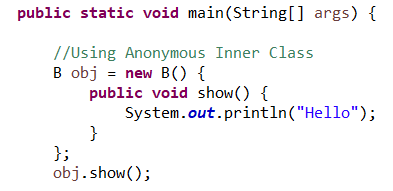 public static void main(String[] args) {
//Using Anonymous Inner Class
B obj = new B() {
public void show() {
System.out.println("Hello");
}
};
obj.show();